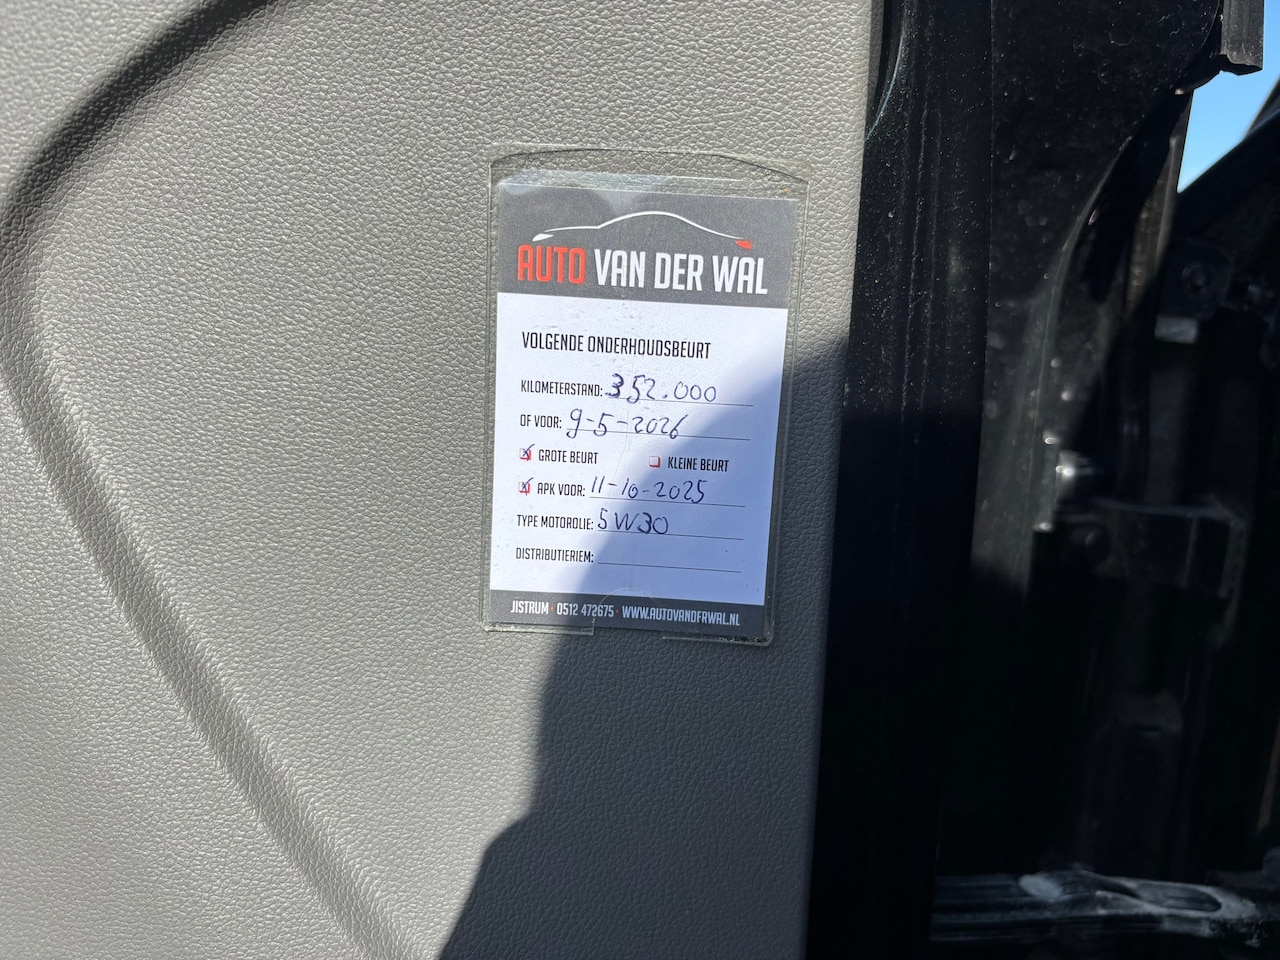 AUTO VAN DER WAL
VOLGENDE ONDERHOUDSBEURT
KILOMETERSTAND: 352.000
OF VOOR: 9-5-2026
GROTE BEURT KLEINE BEURT
APK VOOR: 11-10-2025
TYPE MOTOROLIE: 5W30
DISTRIBUTIERIEM:
JISTRUM · 0512 472675 · WWW.AUTOVANDERWAL.NL